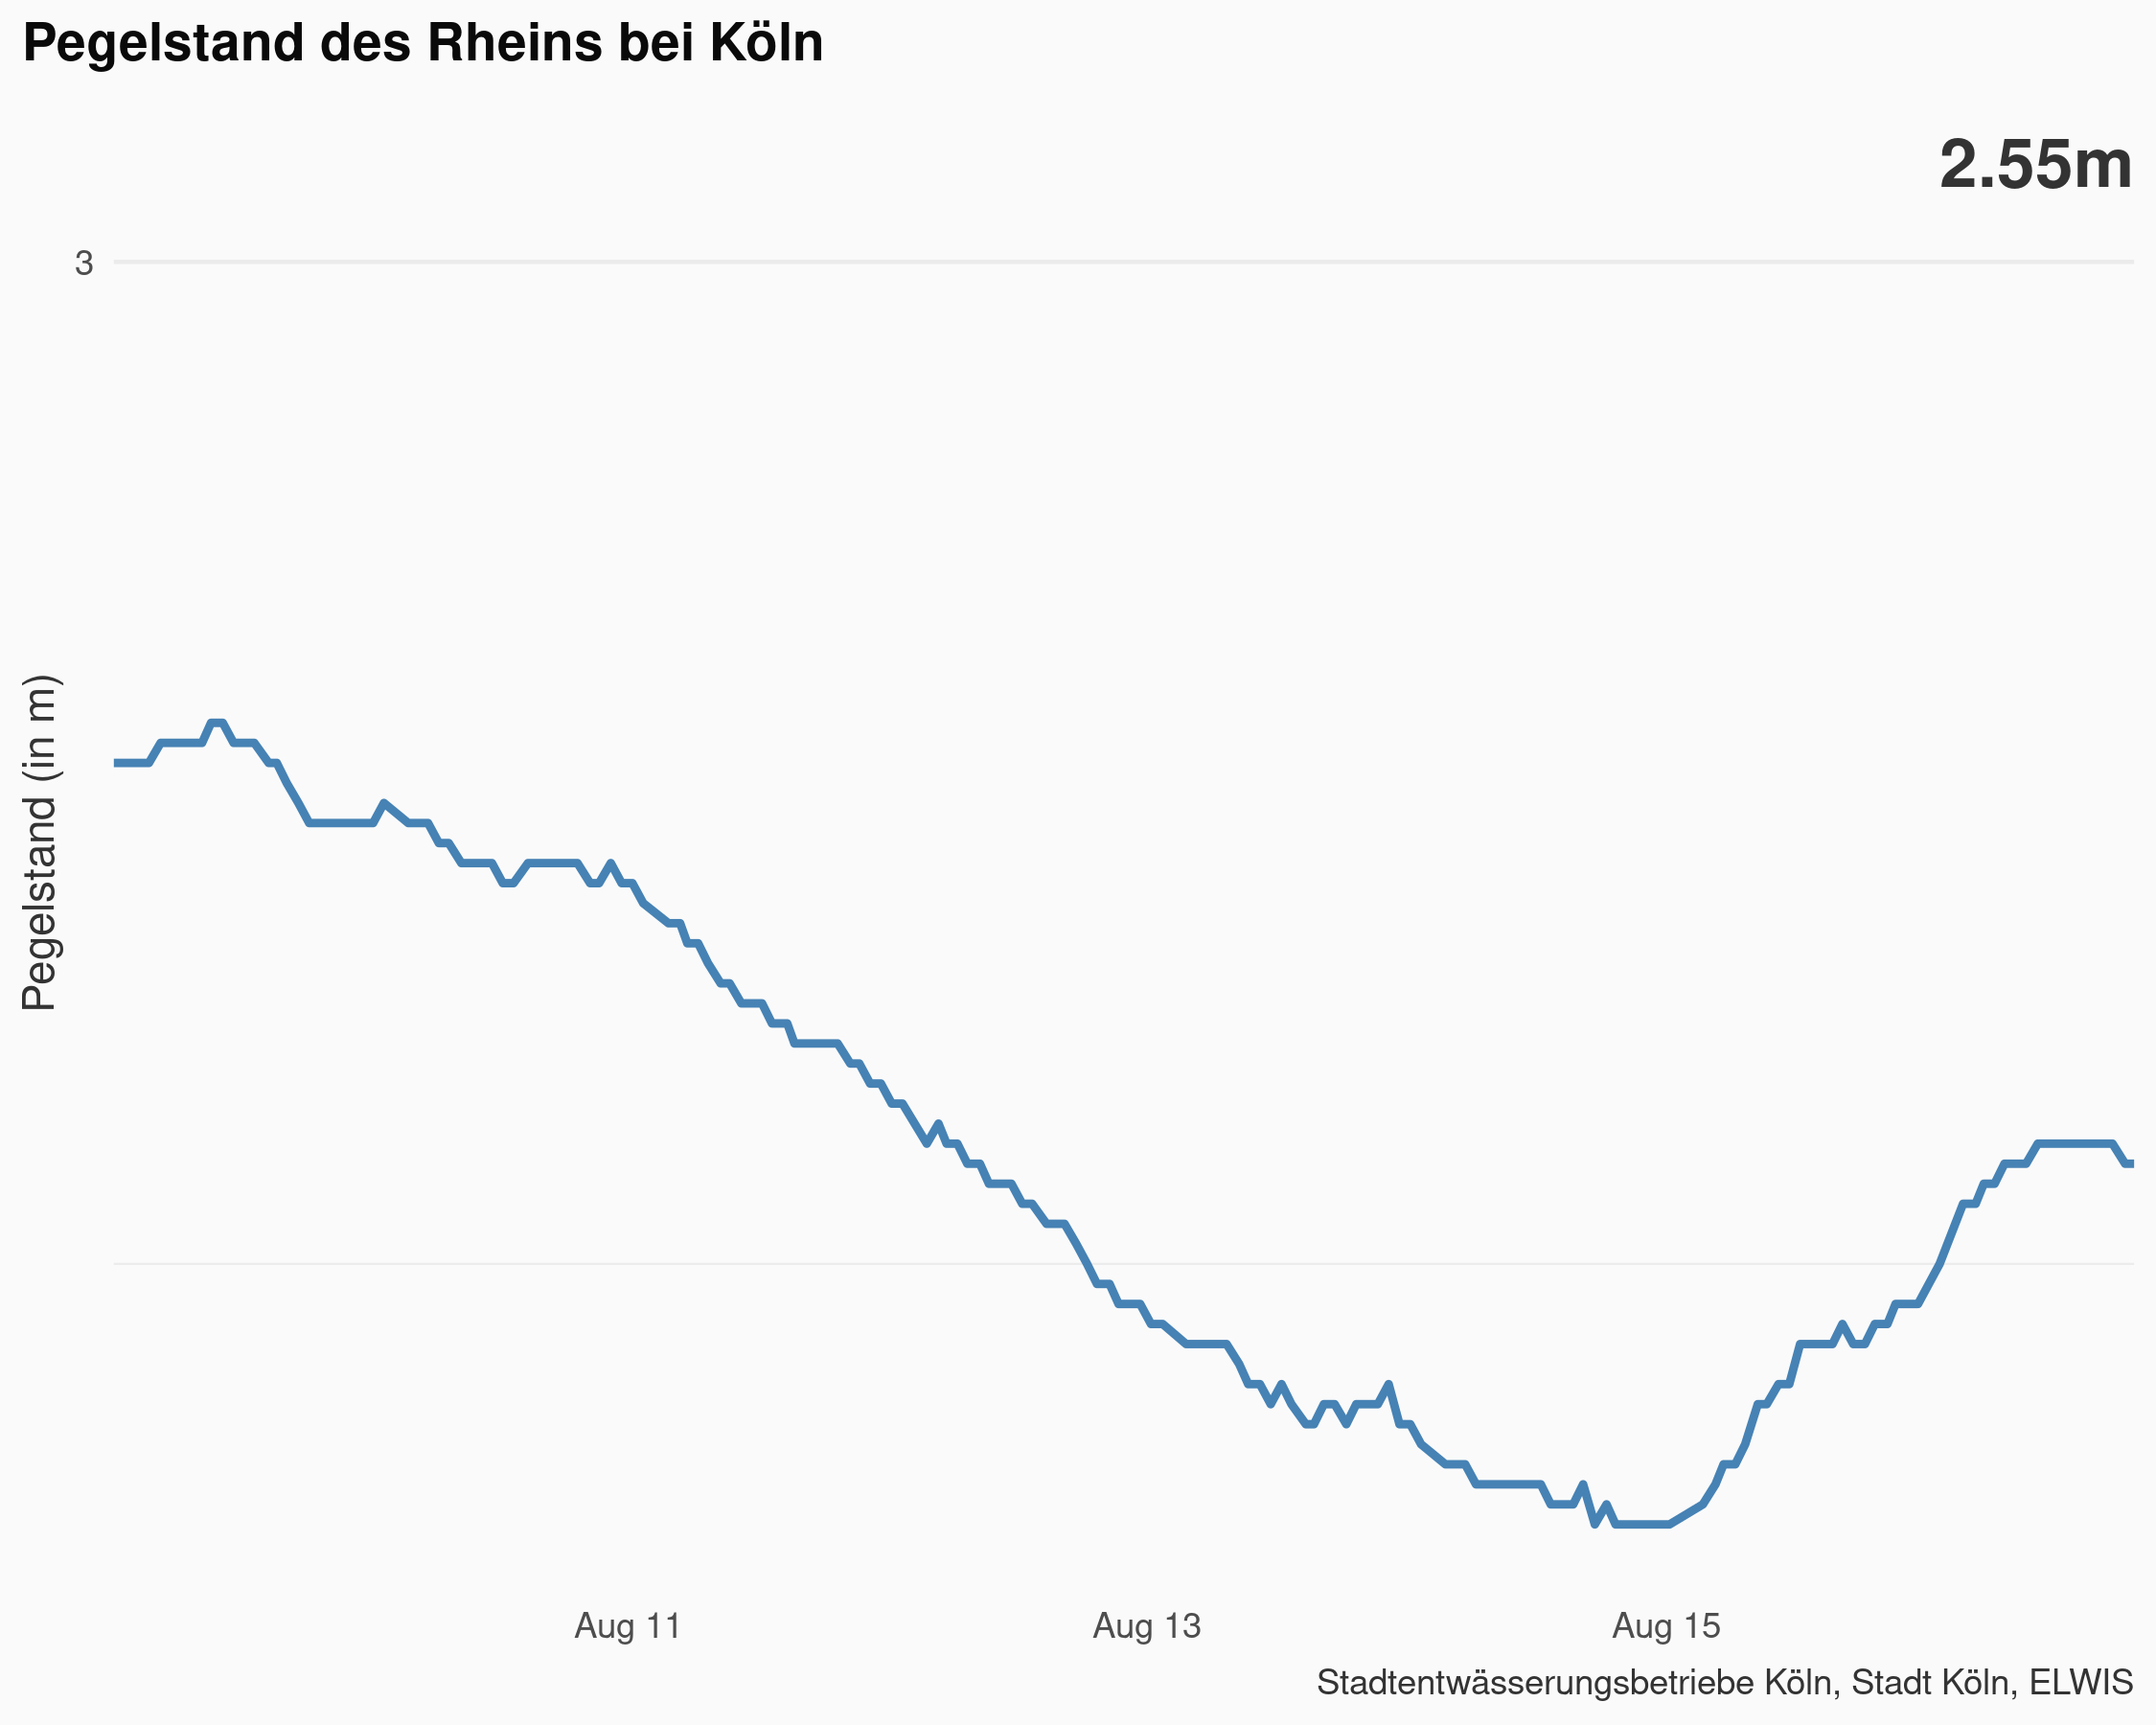 Pegelstand des Rheins bei Köln
2.55m
3
Pegelstand (in m)
Aug 11
Aug 13
Aug 15
Stadtentwässerungsbetriebe Köln, Stadt Köln, ELWIS